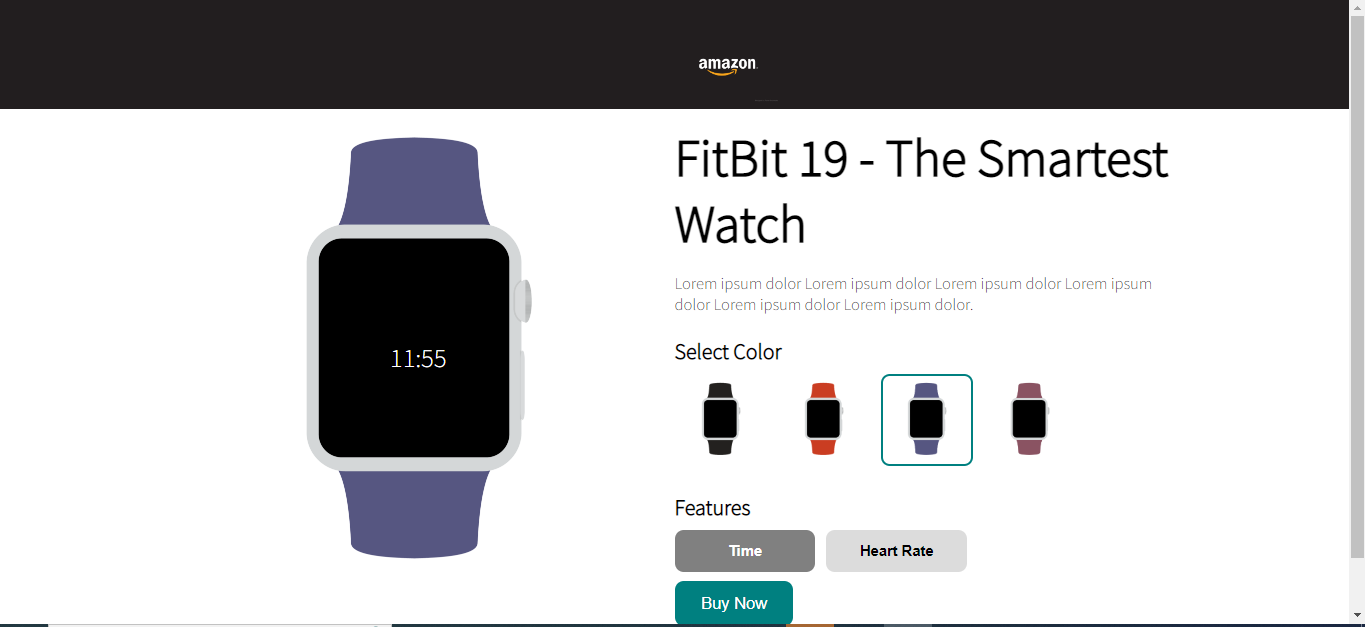 amazon
FitBit 19 - The Smartest
Watch
Lorem ipsum dolor Lorem ipsum dolor Lorem ipsum dolor Lorem ipsum
dolor Lorem ipsum dolor Lorem ipsum dolor.
11:55
Select Color
Features
Time Heart Rate
Buy Now